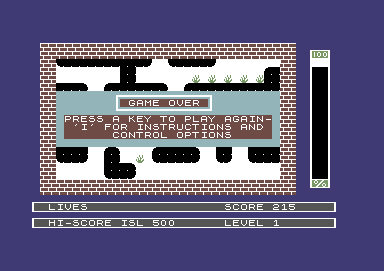 100
GAME OVER
PRESS A KEY TO PLAY AGAIN-
'I' FOR INSTRUCTIONS AND
CONTROL OPTIONS
%
LIVES SCORE 215
HI-SCORE ISL 500 LEVEL 1